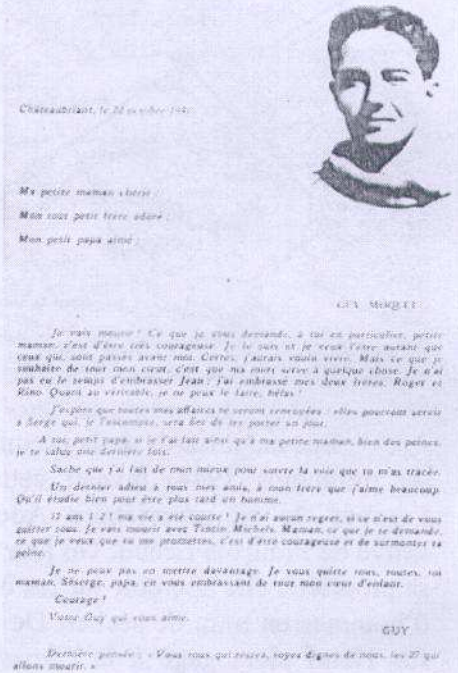 Châteaubriant, le 22 octobre 1941
Ma petite maman chérie ;
Mon tout petit frère adoré ;
Mon petit papa aimé ;
GUY MOQUET
Je vais mourir ! Ce que je vous demande, à toi en particulier, petite
maman, c'est d'être très courageuse. Je le suis et je veux l'être autant que
ceux qui sont passés avant moi. Certes, j'aurais voulu vivre. Mais ce que je
souhaite de tout mon cœur, c'est que ma mort serve à quelque chose. Je n'ai
pas eu le temps d'embrasser Jean ; j'ai embrassé mes deux frères, Roger et
Rino. Quant au véritable, je ne peux le faire, hélas !
J'espère que toutes mes affaires te seront renvoyées ; elles pourront servir
à Serge qui, je l'escompte, sera fier de les porter un jour.
A toi, petit papa, si je t'ai fait ainsi qu'à ma petite maman, bien des peines,
je te salue une dernière fois.
Sache que j'ai fait de mon mieux pour suivre la voie que tu m'as tracée.
Un dernier adieu à tous mes amis, à mon frère que j'aime beaucoup.
Qu'il étudie bien pour être plus tard un homme.
17 ans 1/2 ! ma vie a été courte ! Je n'ai aucun regret, si ce n'est de vous
quitter tous. Je vais mourir avec Tintin, Michels. Maman, ce que je te demande,
ce que je veux que tu me promettes, c'est d'être courageuse et de surmonter ta
peine.
Je ne peux pas en mettre davantage. Je vous quitte tous, toutes, toi
maman, Séserge, papa, en vous embrassant de tout mon cœur d'enfant.
Courage !
Votre Guy qui vous aime.
GUY
Dernière pensée : « Vous tous qui restez, soyez dignes de nous, les 27 qui
allons mourir. »